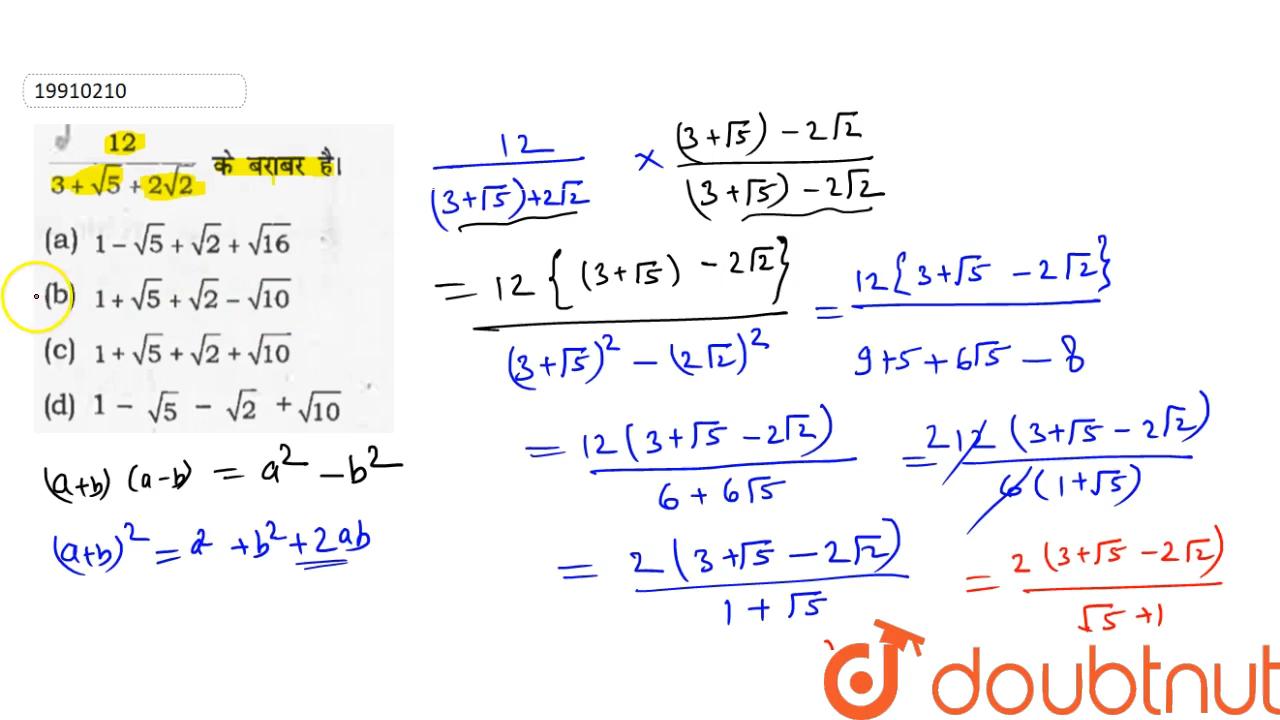 19910210
12 / (3 + √5 + 2√2) के बराबर है।
(a) 1 – √5 + √2 + √16
(b) 1 + √5 + √2 – √10
(c) 1 + √5 + √2 + √10
(d) 1 – √5 – √2 + √10
(a+b) (a-b) = a² – b²
(a+b)² = a² + b² + 2ab
12 / ((3+√5)+2√2) × ((3+√5) – 2√2) / ((3+√5) – 2√2)
= 12 { (3+√5) – 2√2 } / ((3+√5)² – (2√2)²) = 12 { 3+√5 – 2√2 } / (9+5+6√5 – 8)
= 12 (3+√5 – 2√2) / (6 + 6√5) = 2 12 (3+√5 – 2√2) / (6 (1+√5))
= 2 (3+√5 – 2√2) / (1 + √5) = 2 (3+√5 – 2√2) / (√5 +1)
doubtnut